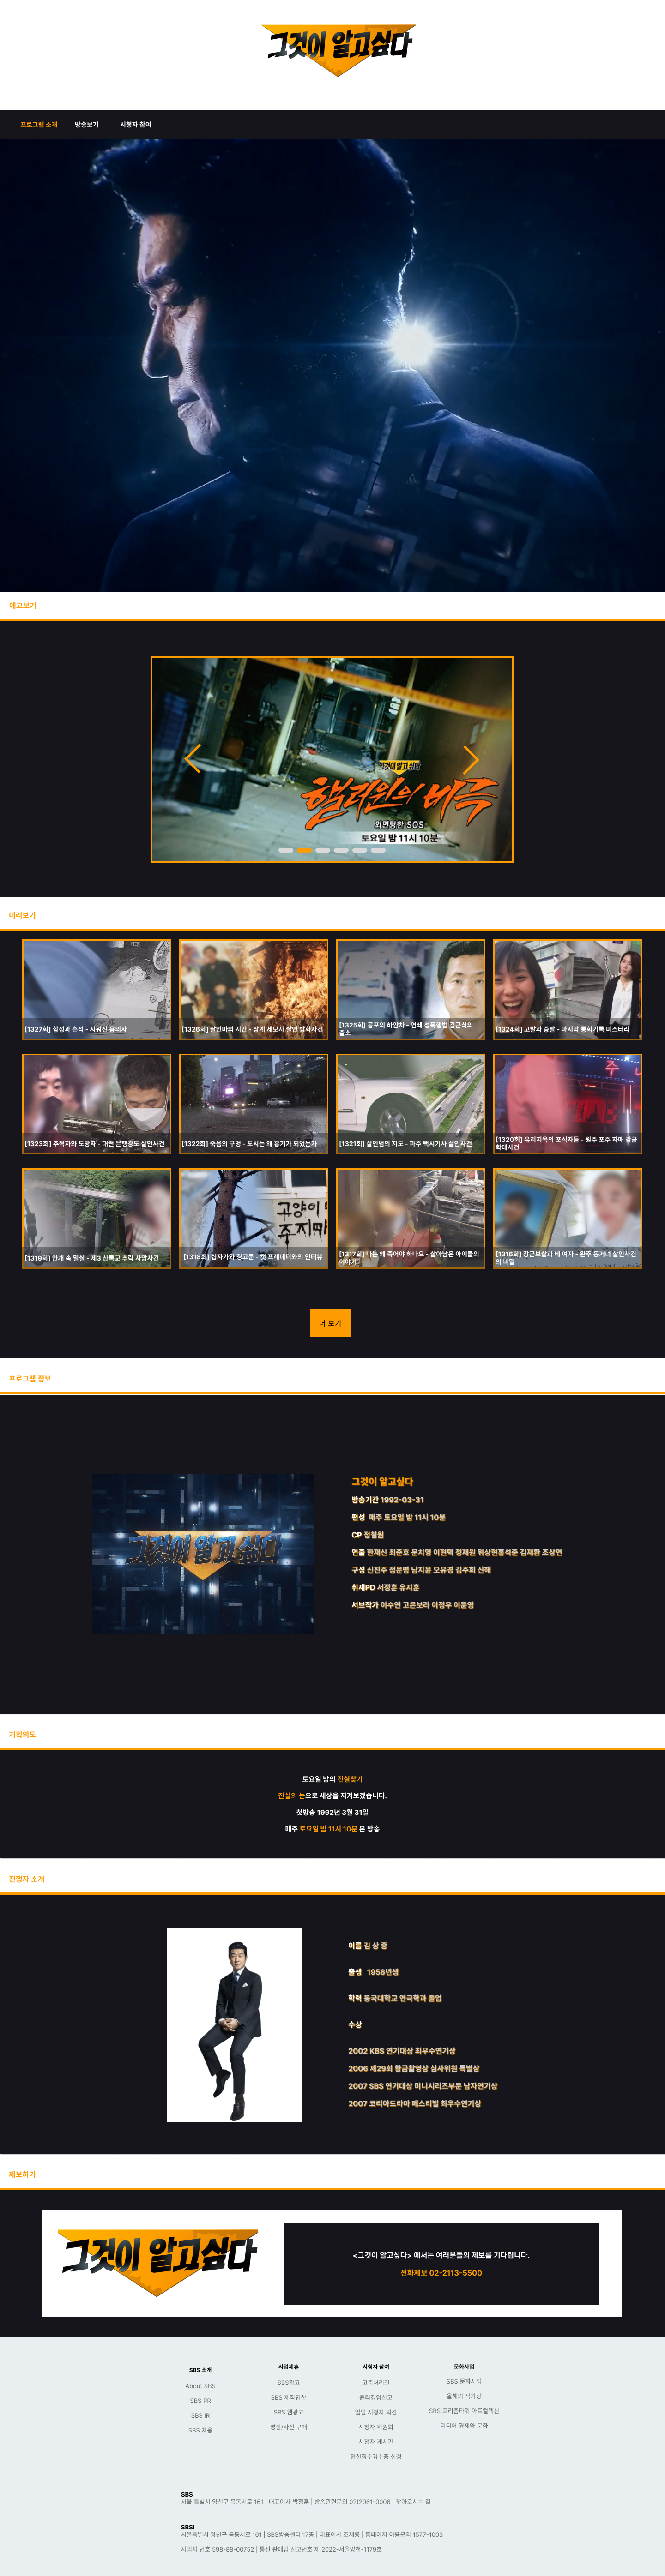 그것이 알고싶다
프로그램 소개
방송보기
시청자 참여
예고보기
그것이 알고싶다
핼러윈의 비극
외면당한 SOS
토요일 밤 11시 10분
미리보기
[1327회] 함정과 흔적 - 지워진 용의자
[1326회] 살인마의 시간 - 상계 세모자 살인 방화사건
[1325회] 공포의 하얀차 - 연쇄 성폭행범 김근식의
출소
[1324회] 고발과 증발 - 마지막 통화기록 미스터리
[1323회] 추적자와 도망자 - 대전 은행강도 살인사건
[1322회] 죽음의 구멍 - 도시는 왜 흉기가 되었는가
[1321회] 살인범의 지도 - 파주 택시기사 살인사건
[1320회] 유리지옥의 포식자들 - 원주 포주 자매 감금
학대사건
[1319회] 안개 속 밀실 - 제3 산록교 추락 사망사건
고양이
주지마
[1318회] 십자가와 경고문 - 캣 프레데터와의 인터뷰
[1317회] 나는 왜 죽어야 하나요 - 살아남은 아이들의
이야기
[1316회] 장군보살과 네 여자 - 원주 동거녀 살인사건
의 비밀
더 보기
프로그램 정보
그것이 알고싶다
그것이 알고싶다
방송기간 1992-03-31
편성 매주 토요일 밤 11시 10분
CP 정철원
연출 한재신 최준호 문치영 이현택 정재원 위상현홍석준 김재환 조상연
구성 신진주 정문명 남지윤 오유경 김주희 신해
취재PD 서정훈 유지훈
서브작가 이수연 고은보라 이정우 이윤영
기획의도
토요일 밤의 진실찾기
진실의 눈으로 세상을 지켜보겠습니다.
첫방송 1992년 3월 31일
매주 토요일 밤 11시 10분 본 방송
진행자 소개
이름 김 상 중
출생 1956년생
학력 동국대학교 연극학과 졸업
수상
2002 KBS 연기대상 최우수연기상
2006 제29회 황금촬영상 심사위원 특별상
2007 SBS 연기대상 미니시리즈부문 남자연기상
2007 코리아드라마 페스티벌 최우수연기상
제보하기
그것이 알고싶다
<그것이 알고싶다> 에서는 여러분들의 제보를 기다립니다.
전화제보 02-2113-5500
SBS 소개
About SBS
SBS PR
SBS IR
SBS 채용
사업제휴
SBS광고
SBS 제작협찬
SBS 웹광고
영상/사진 구매
시청자 참여
고충처리인
윤리경영신고
일일 시청자 의견
시청자 위원회
시청자 게시판
원전침수영수증 신청
문화사업
SBS 문화사업
올해의 작가상
SBS 프리즘타워 아트컬렉션
미디어 경제와 문화
SBS
서울 특별시 양천구 목동서로 161 | 대표이사 박정훈 | 방송관련문의 02)2061-0006 | 찾아오시는 길
SBSi
서울특별시 양천구 목동서로 161 | SBS방송센터 17층 | 대표이사 조재룡 | 홈페이지 이용문의 1577-1003
사업자 번호 598-88-00752 | 통신 판매업 신고번호 제 2022-서울양천-1179호